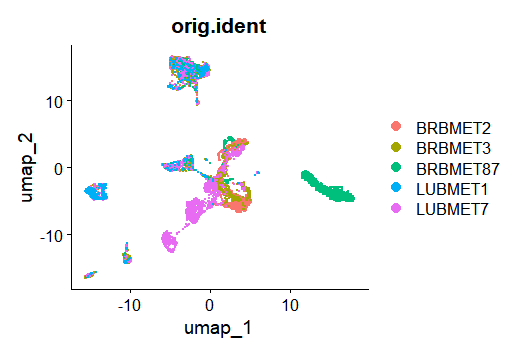 orig.ident
umap_2
10
0
-10
-10
0
10
umap_1
BRBMET2
BRBMET3
BRBMET87
LUBMET1
LUBMET7